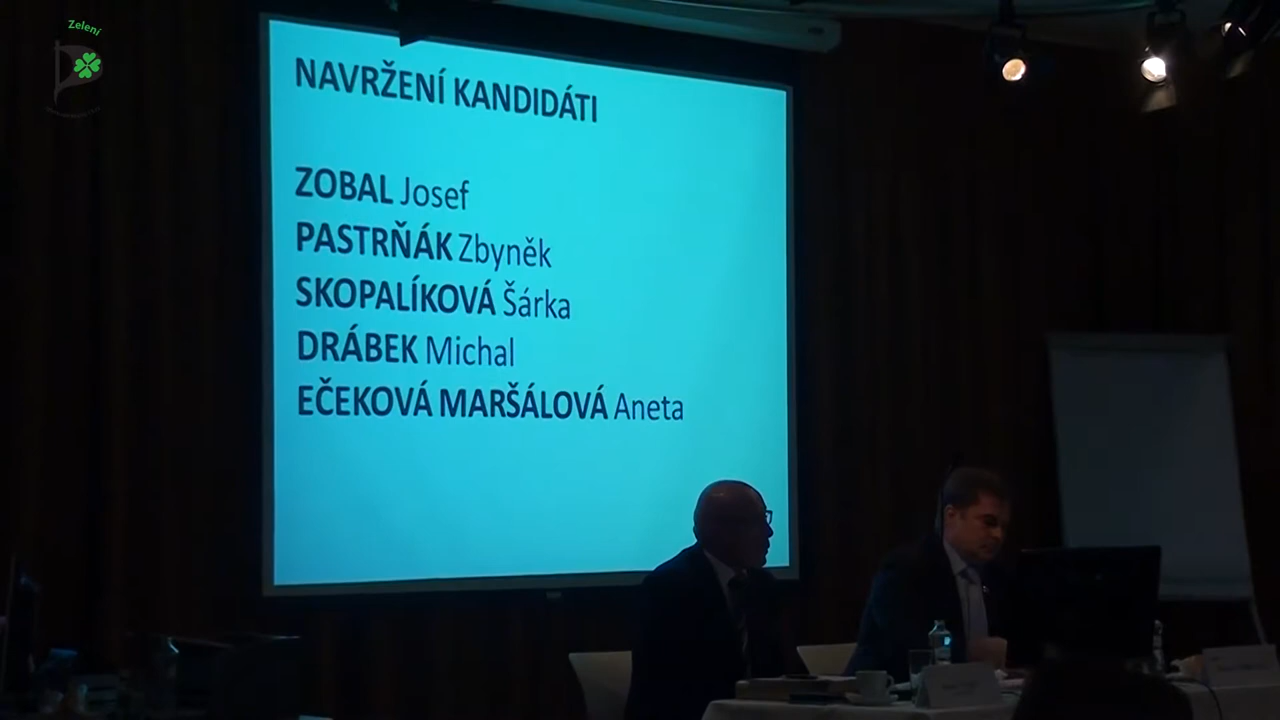 Zelení
NAVRŽENÍ KANDIDÁTI
ZOBAL Josef
PASTRŇÁK Zbyněk
SKOPALÍKOVÁ Šárka
DRÁBEK Michal
EČEKOVÁ MARŠÁLOVÁ Aneta